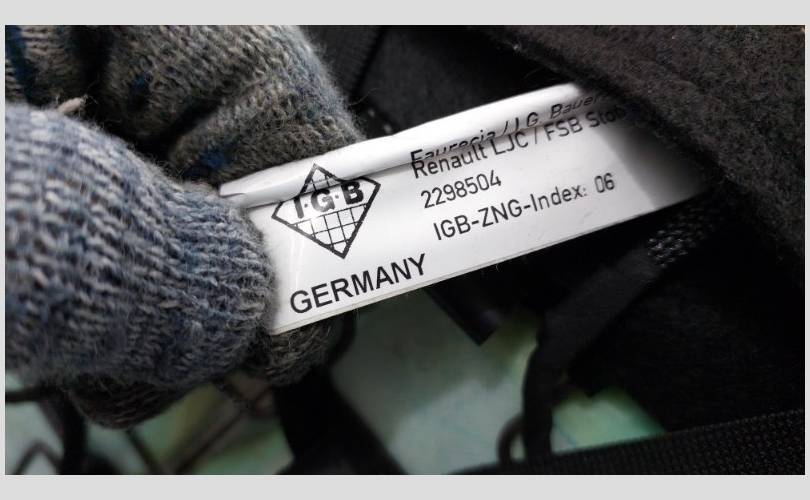 Faurecia / I.G. Bauer
Renault LJC / FSB
2298504
IGB-ZNG-Index: 06
I·G·B
GERMANY